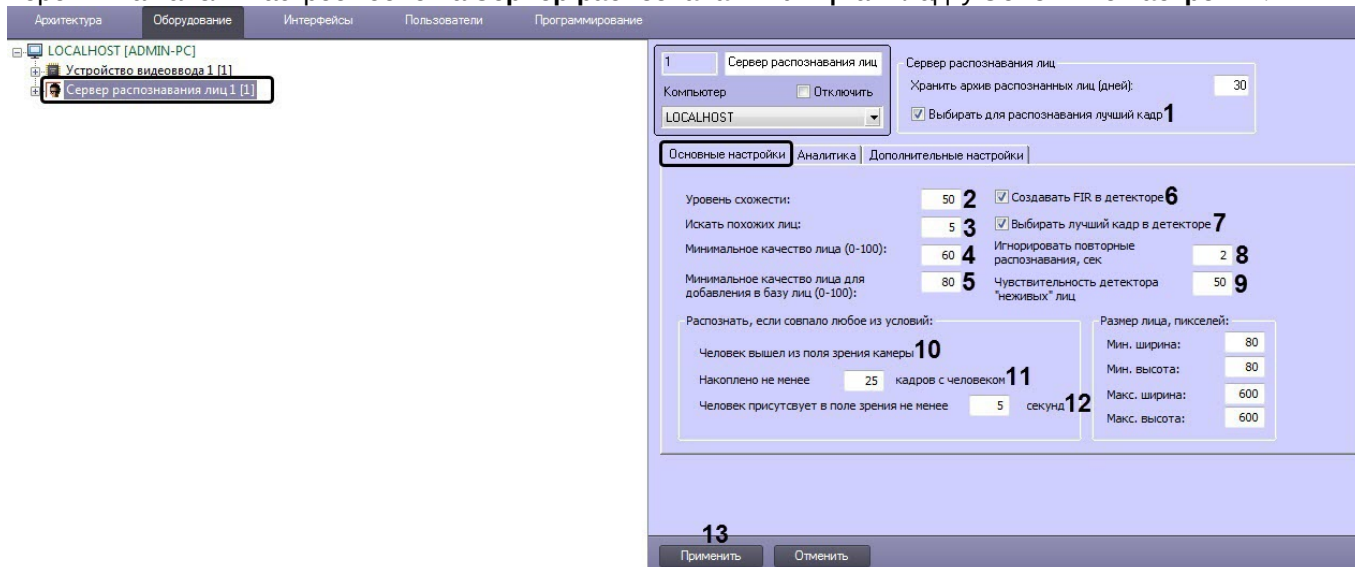 Архитектура Оборудование Интерфейсы Пользователи Программирование
LOCALHOST [ADMIN-PC]
Устройство видеоввода 1 [1]
Сервер распознавания лиц 1 [1]
1 Сервер распознавания лиц
Компьютер Отключить
LOCALHOST
Сервер распознавания лиц
Хранить архив распознанных лиц (дней): 30
Выбирать для распознавания лучший кадр 1
Основные настройки Аналитика Дополнительные настройки
Уровень схожести: 50 2
Создавать FIR в детекторе 6
Искать похожих лиц: 5 3
Выбирать лучший кадр в детекторе 7
Минимальное качество лица (0-100): 60 4
Игнорировать повторные
распознавания, сек 2 8
Минимальное качество лица для
добавления в базу лиц (0-100): 80 5
Чувствительность детектора
"неживых" лиц 50 9
Распознать, если совпало любое из условий:
Человек вышел из поля зрения камеры 10
Накоплено не менее 25 кадров с человеком 11
Человек присутсвует в поле зрения не менее 5 секунд 12
Размер лица, пикселей:
Мин. ширина: 80
Мин. высота: 80
Макс. ширина: 600
Макс. высота: 600
13
Применить Отменить